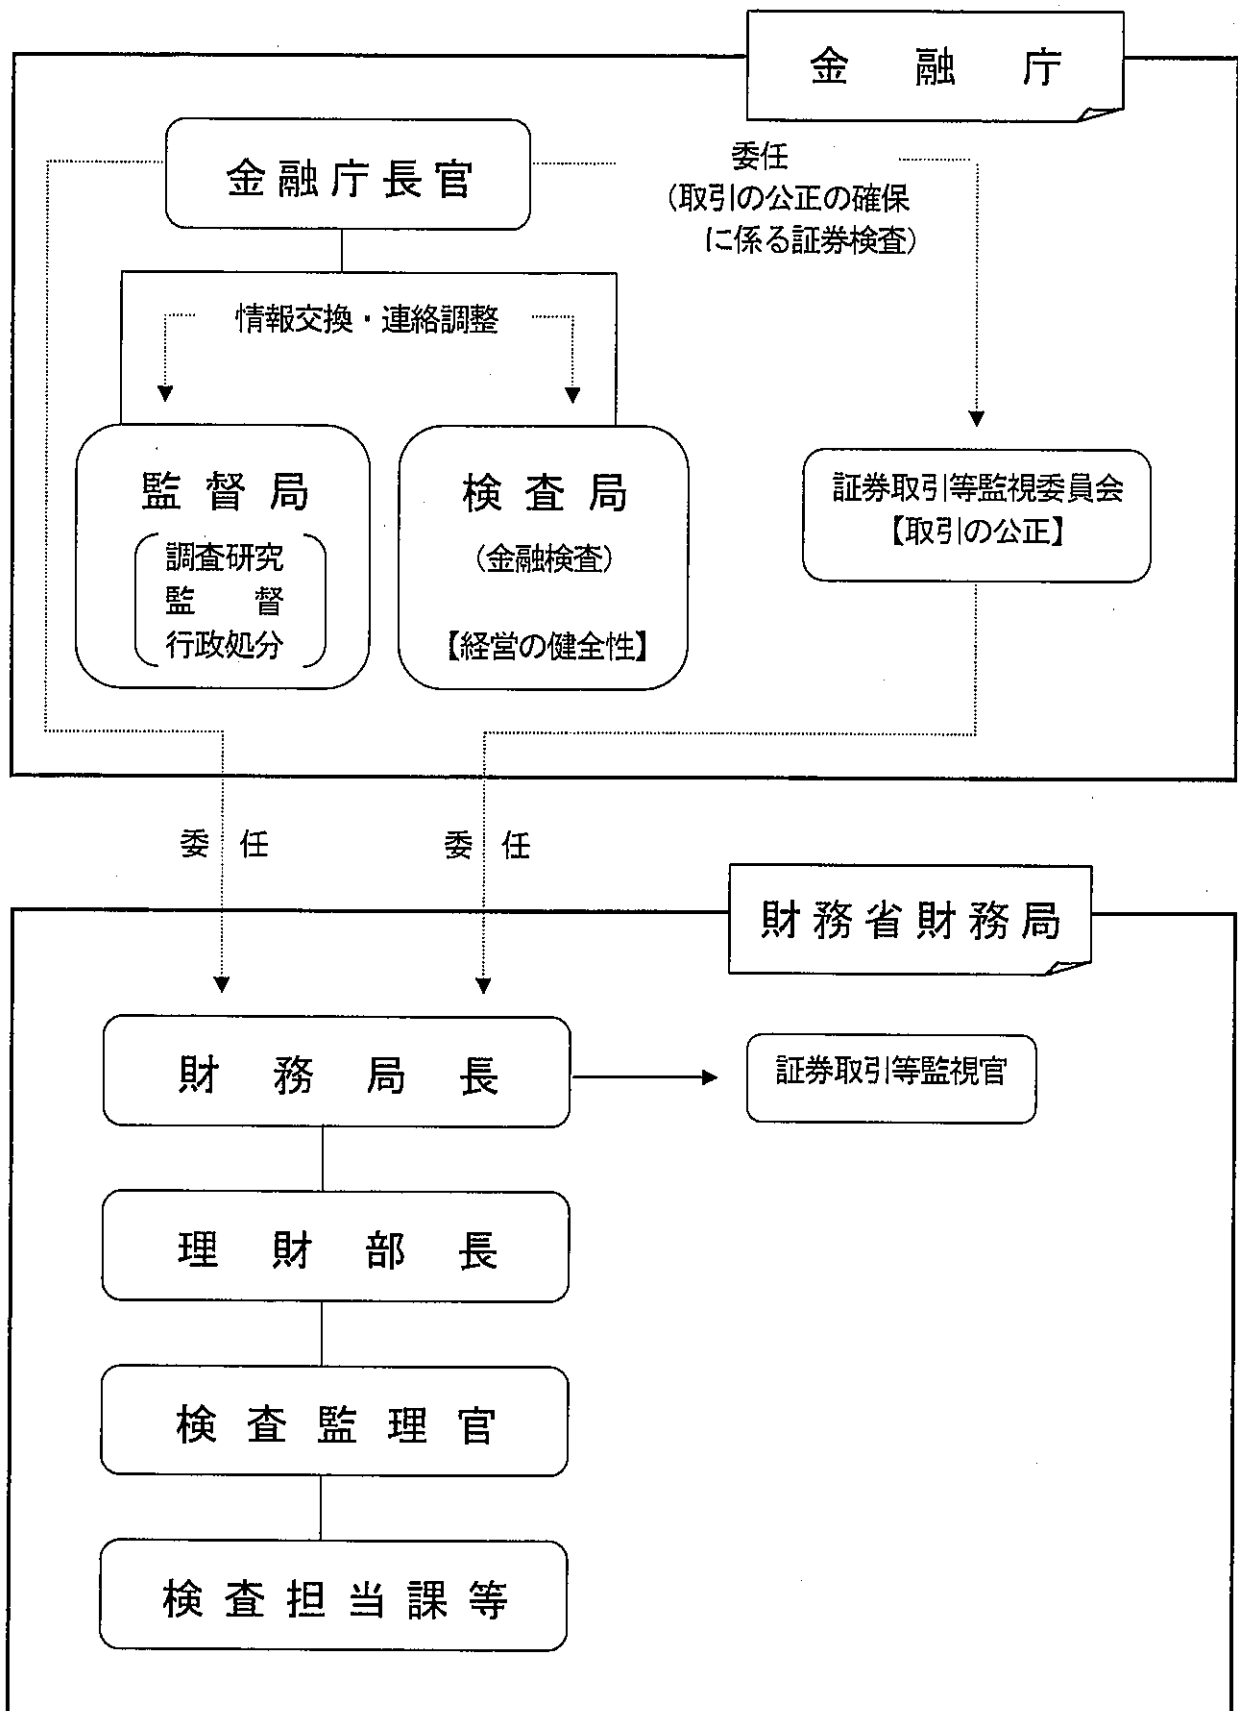 金融庁
金融庁長官
委任
(取引の公正の確保
に係る証券検査)
情報交換・連絡調整
監督局
調査研究
監督
行政処分
検査局
(金融検査)
【経営の健全性】
証券取引等監視委員会
【取引の公正】
委任
委任
財務省財務局
財務局長
証券取引等監視官
理財部長
検査監理官
検査担当課等